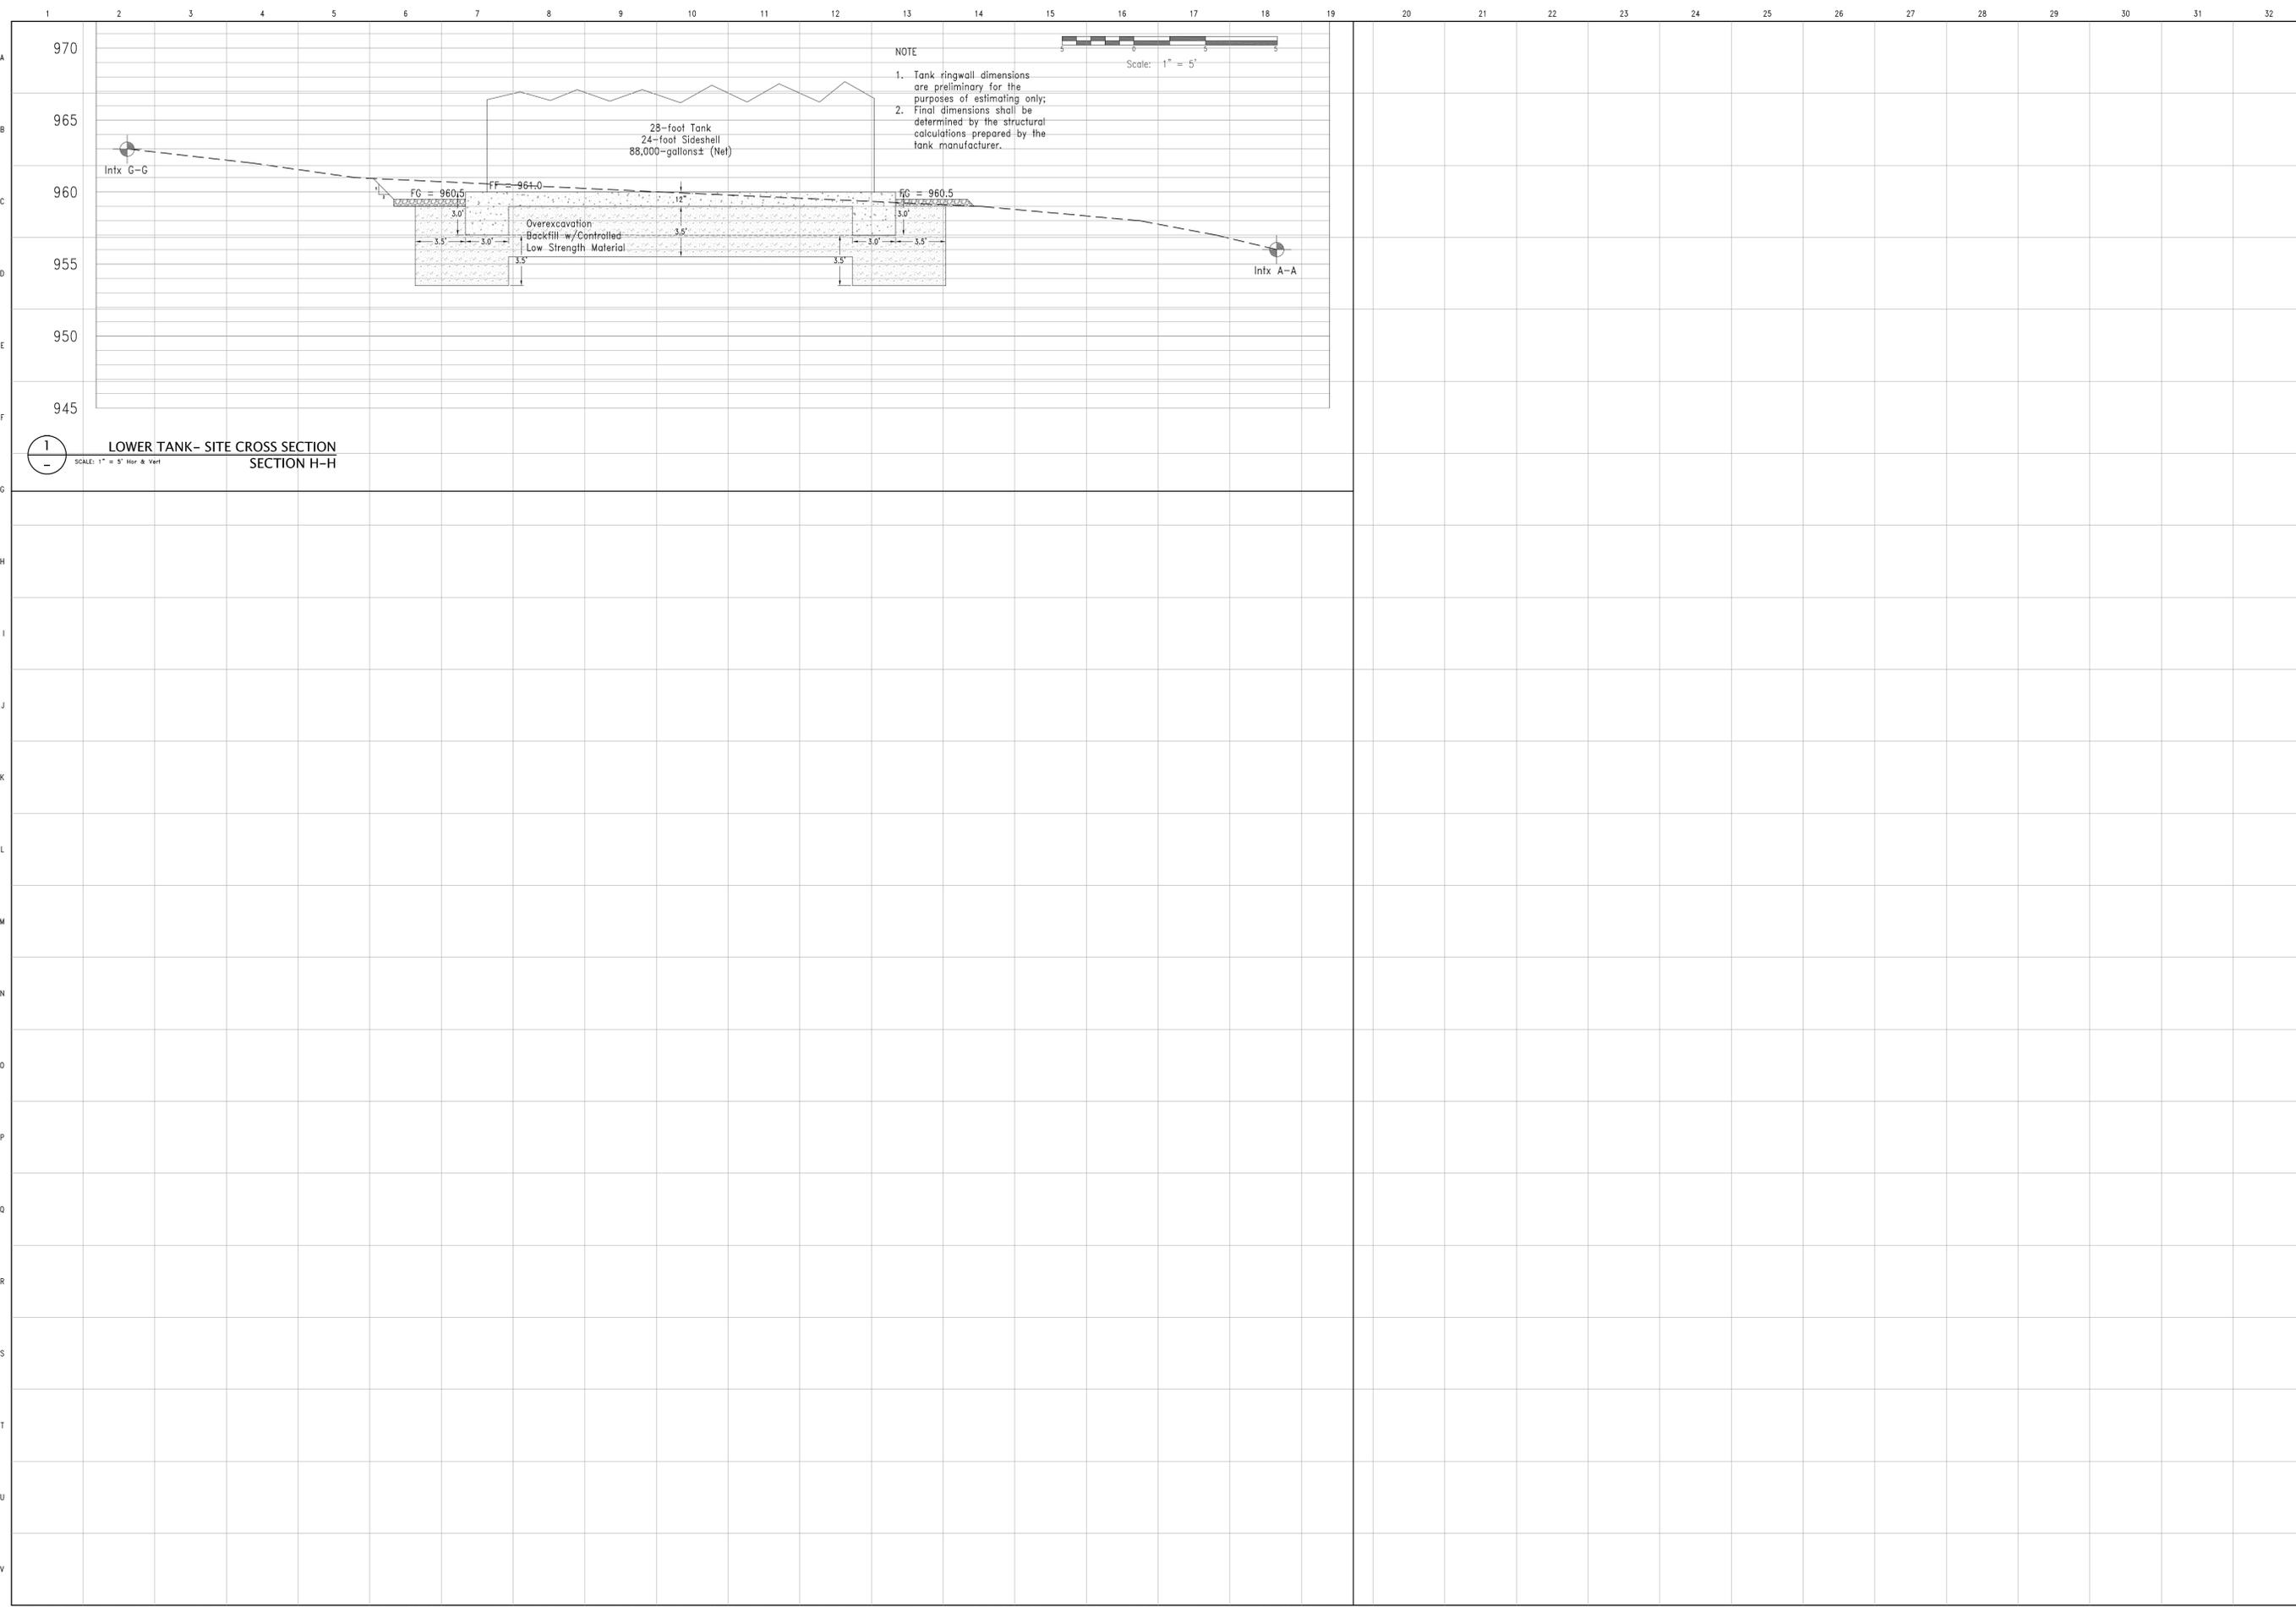 1 2 3 4 5 6 7 8 9 10 11 12 13 14 15 16 17 18 19 20 21 22 23 24 25 26 27 28 29 30 31 32
A
B
C
D
E
F
G
H
I
J
K
L
M
N
O
P
Q
R
S
T
U
V
970
965
960
955
950
945
5 0 5 5
Scale: 1" = 5'
NOTE
1. Tank ringwall dimensions
are preliminary for the
purposes of estimating only;
2. Final dimensions shall be
determined by the structural
calculations prepared by the
tank manufacturer.
28-foot Tank
24-foot Sideshell
88,000-gallons± (Net)
Intx G-G
FG = 960.5
FF = 961.0
FG = 960.5
12"
3.0'
3.0'
Overexcavation
Backfill w/Controlled
Low Strength Material
3.5'
3.5'
3.0'
3.0'
3.5'
3.5'
3.5'
Intx A-A
1
-
LOWER TANK- SITE CROSS SECTION
SCALE: 1" = 5' Hor & Vert
SECTION H-H